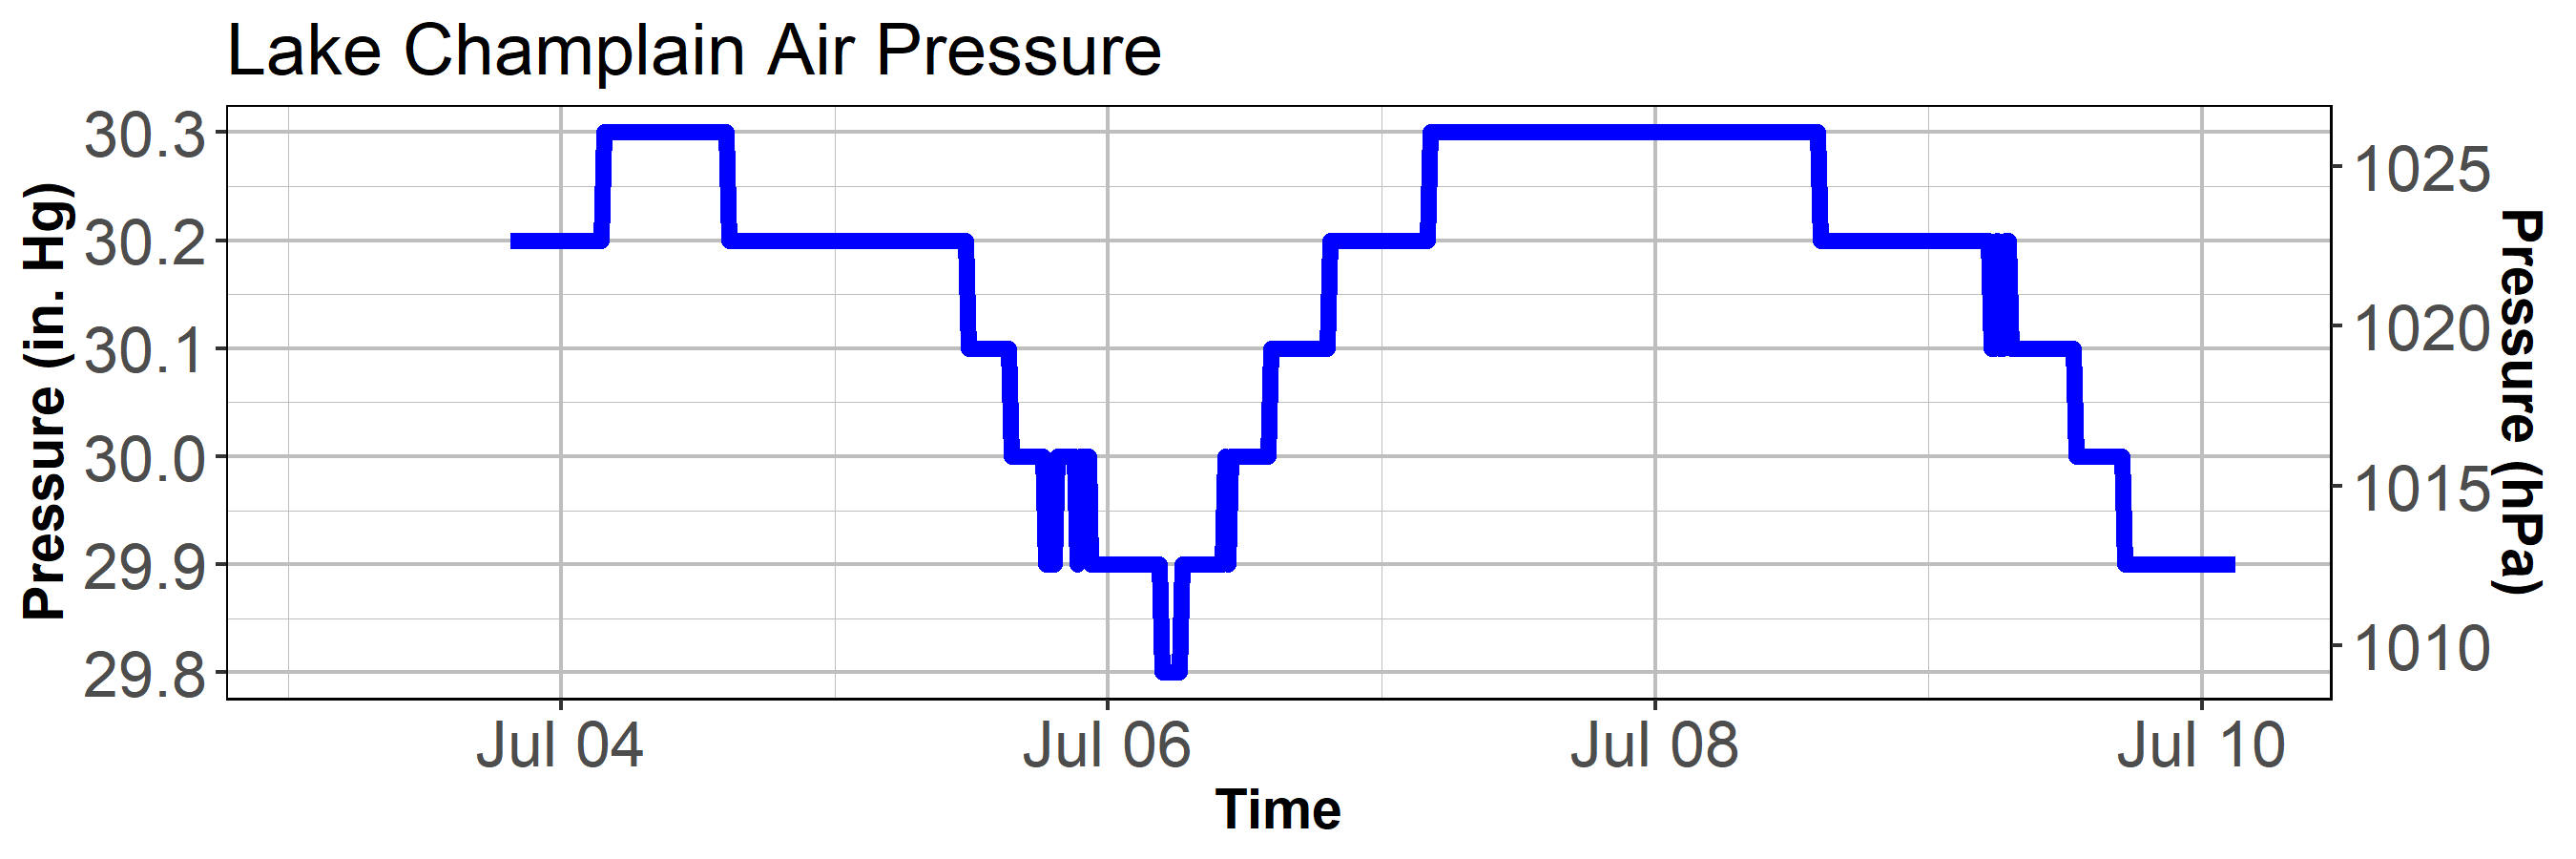 Lake Champlain Air Pressure
Pressure (in. Hg)
30.3
30.2
30.1
30.0
29.9
29.8
1025
1020
1015
1010
Pressure (hPa)
Jul 04 Jul 06 Jul 08 Jul 10
Time